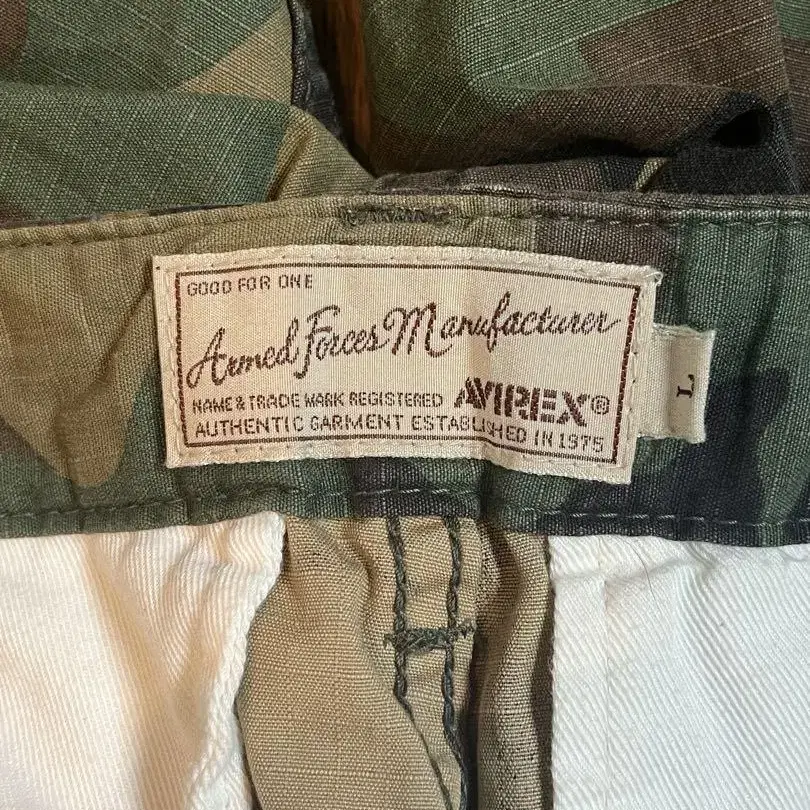 GOOD FOR ONE
Armed Forces Manufacturer
NAME & TRADE MARK REGISTERED AVIREX®
AUTHENTIC GARMENT ESTABLISHED IN 1975
L